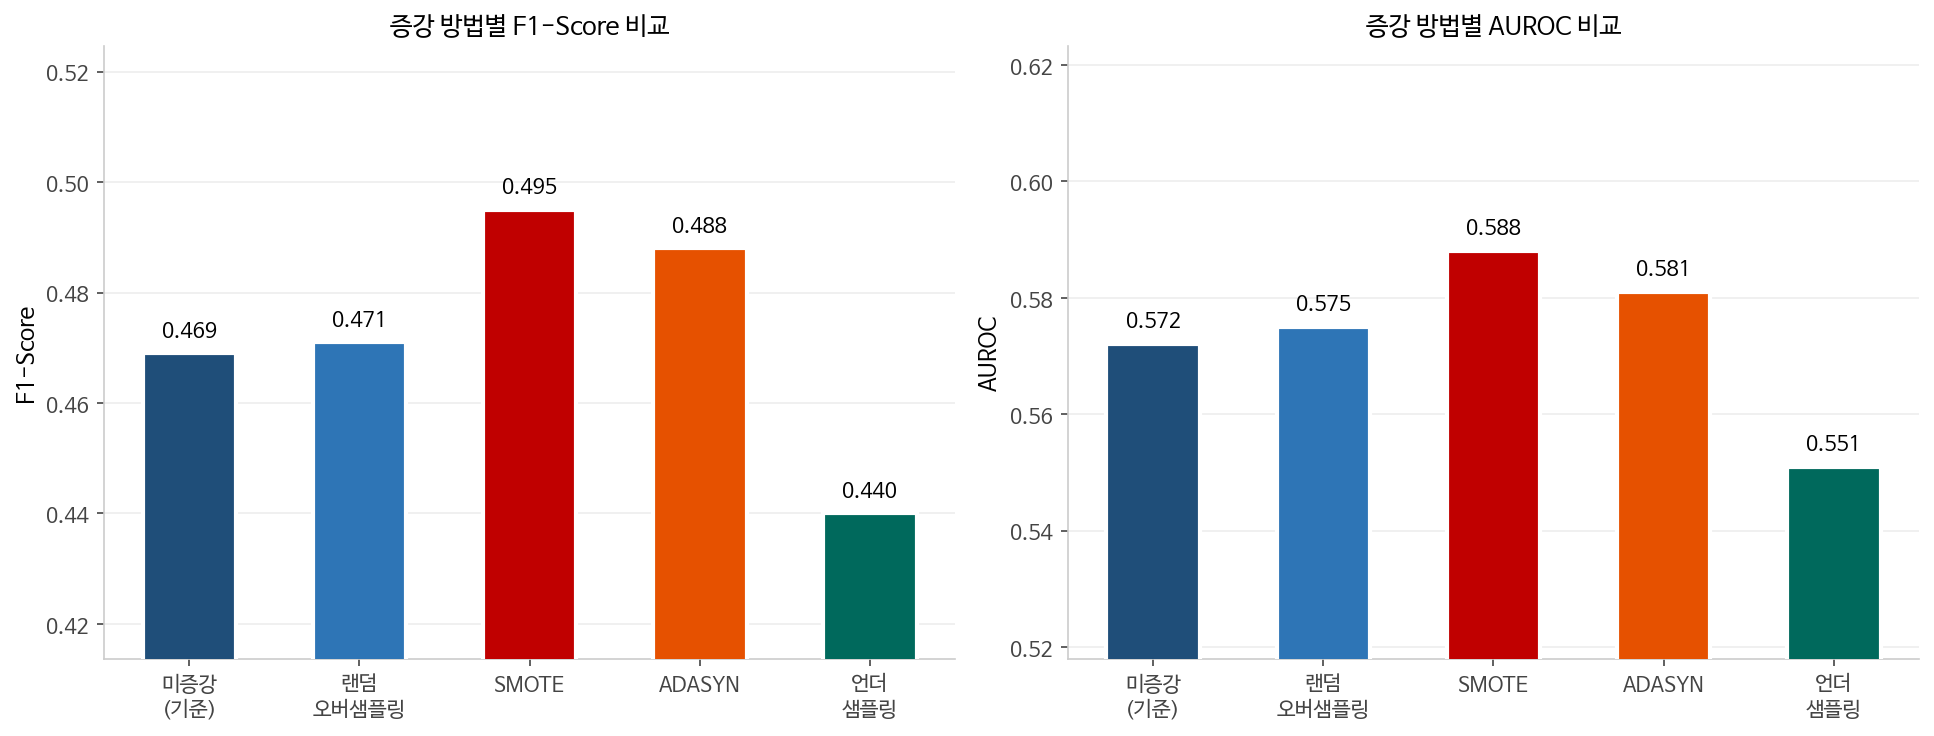 증강 방법별 F1-Score 비교
F1-Score
0.52
0.50
0.48
0.46
0.44
0.42
0.469
0.471
0.495
0.488
0.440
미증강
(기준)
랜덤
오버샘플링
SMOTE
ADASYN
언더
샘플링
증강 방법별 AUROC 비교
AUROC
0.62
0.60
0.58
0.56
0.54
0.52
0.572
0.575
0.588
0.581
0.551
미증강
(기준)
랜덤
오버샘플링
SMOTE
ADASYN
언더
샘플링